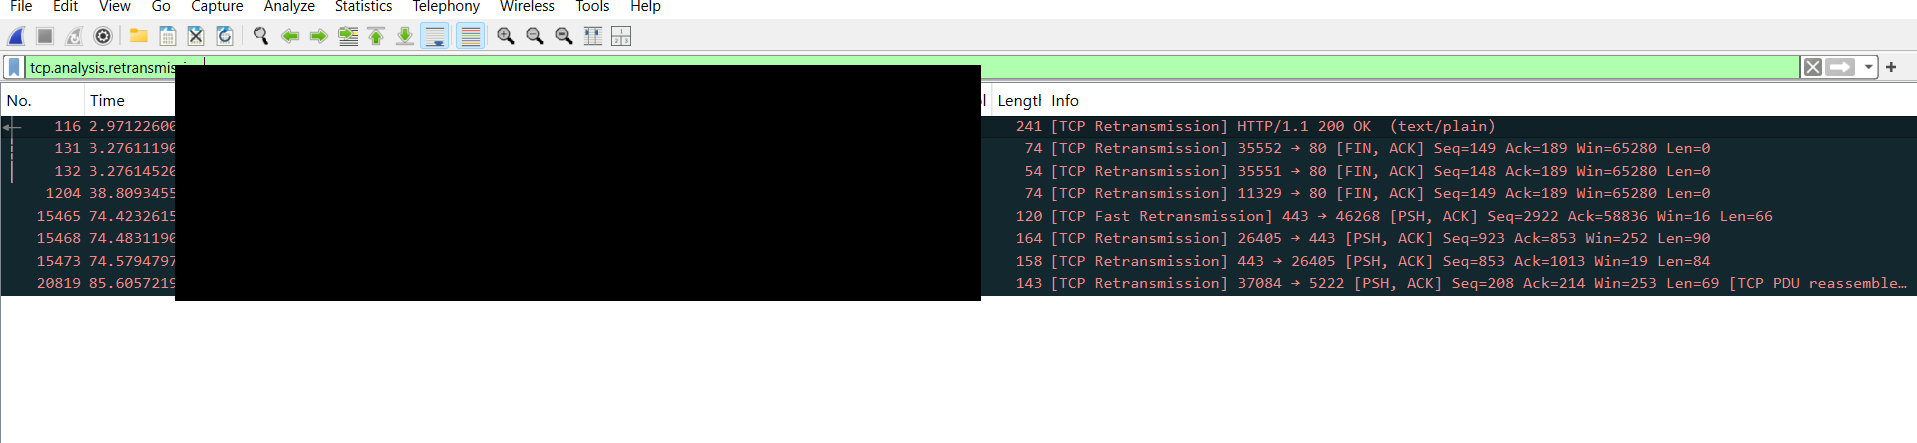 File Edit View Go Capture Analyze Statistics Telephony Wireless Tools Help
tcp.analysis.retransmis
No. Time Lengtl Info
116 2.97122600 241 [TCP Retransmission] HTTP/1.1 200 OK (text/plain)
131 3.27611190 74 [TCP Retransmission] 35552 → 80 [FIN, ACK] Seq=149 Ack=189 Win=65280 Len=0
132 3.27614520 54 [TCP Retransmission] 35551 → 80 [FIN, ACK] Seq=148 Ack=189 Win=65280 Len=0
1204 38.8093455 74 [TCP Retransmission] 11329 → 80 [FIN, ACK] Seq=149 Ack=189 Win=65280 Len=0
15465 74.4232615 120 [TCP Fast Retransmission] 443 → 46268 [PSH, ACK] Seq=2922 Ack=58836 Win=16 Len=66
15468 74.4831190 164 [TCP Retransmission] 26405 → 443 [PSH, ACK] Seq=923 Ack=853 Win=252 Len=90
15473 74.5794797 158 [TCP Retransmission] 443 → 26405 [PSH, ACK] Seq=853 Ack=1013 Win=19 Len=84
20819 85.6057219 143 [TCP Retransmission] 37084 → 5222 [PSH, ACK] Seq=208 Ack=214 Win=253 Len=69 [TCP PDU reassemble…